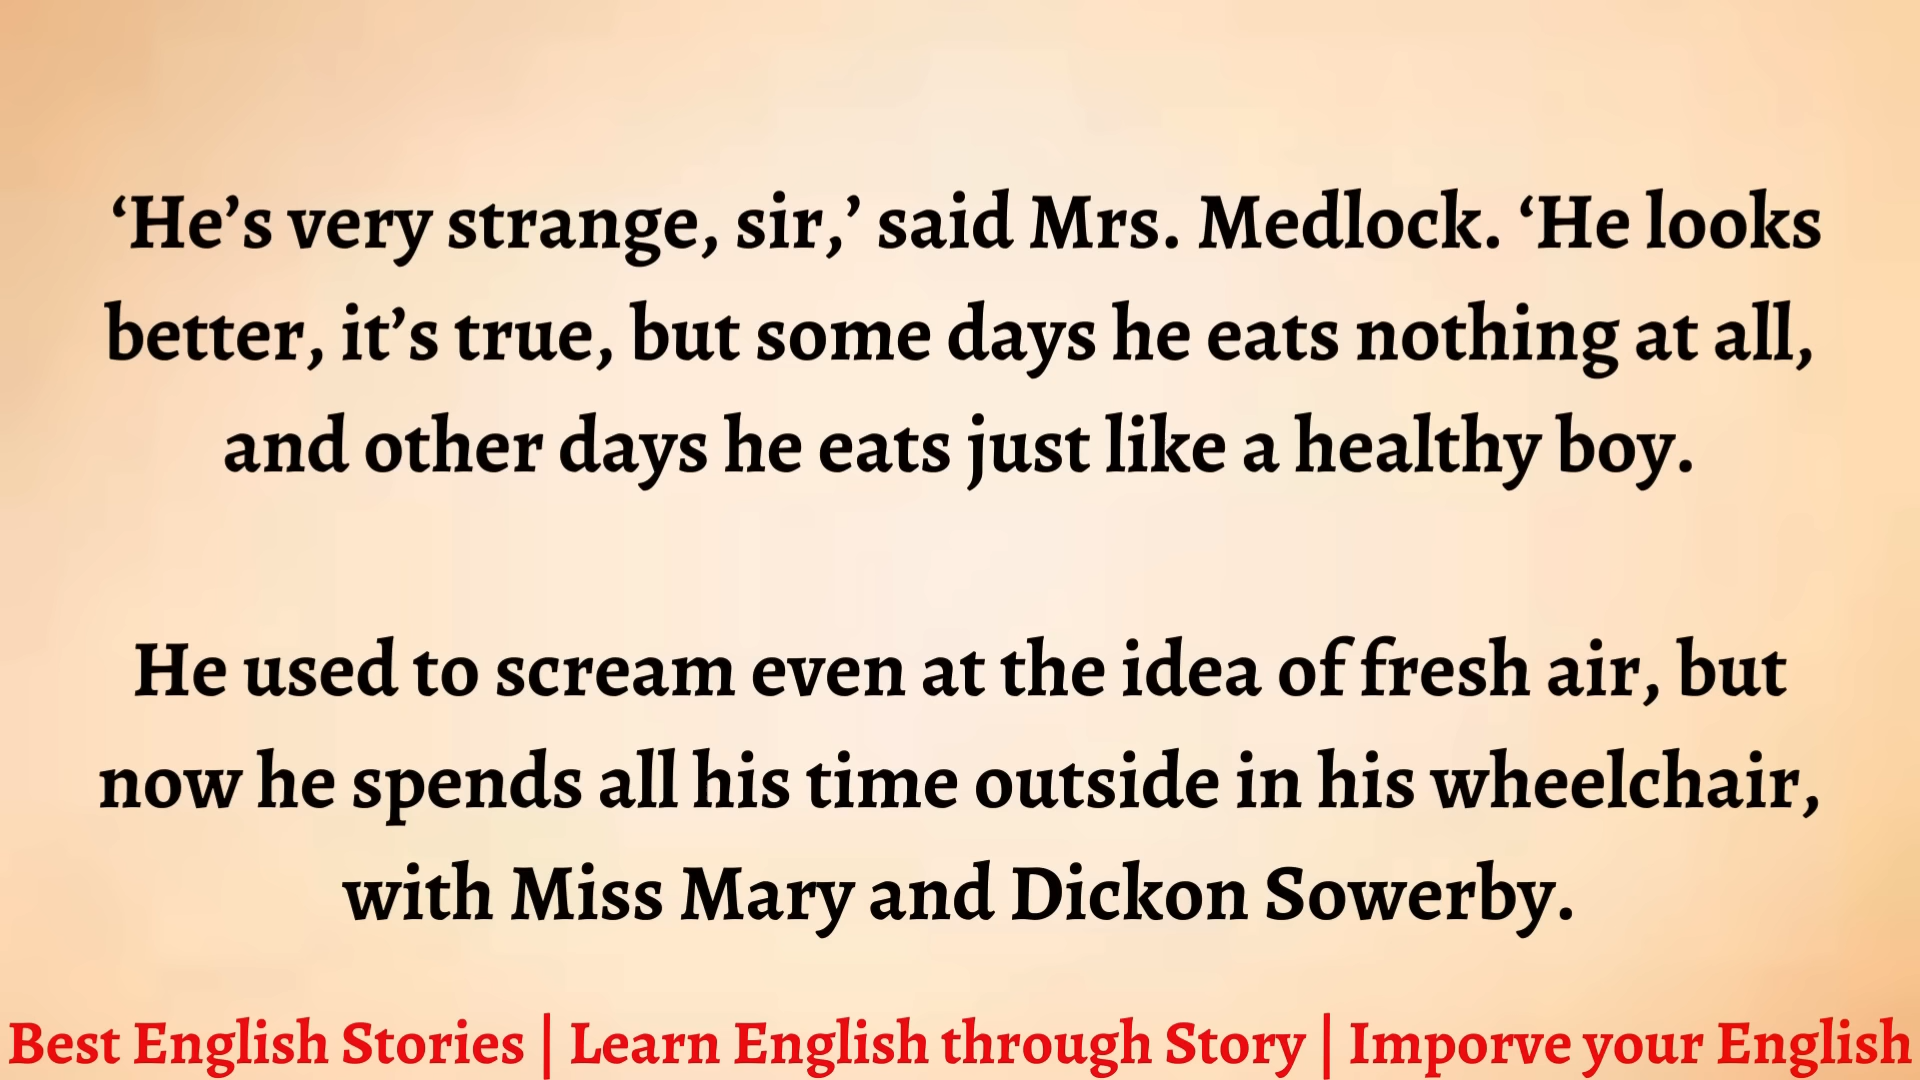 ‘He’s very strange, sir,’ said Mrs. Medlock. ‘He looks
better, it’s true, but some days he eats nothing at all,
and other days he eats just like a healthy boy.
He used to scream even at the idea of fresh air, but
now he spends all his time outside in his wheelchair,
with Miss Mary and Dickon Sowerby.
Best English Stories | Learn English through Story | Imporve your English